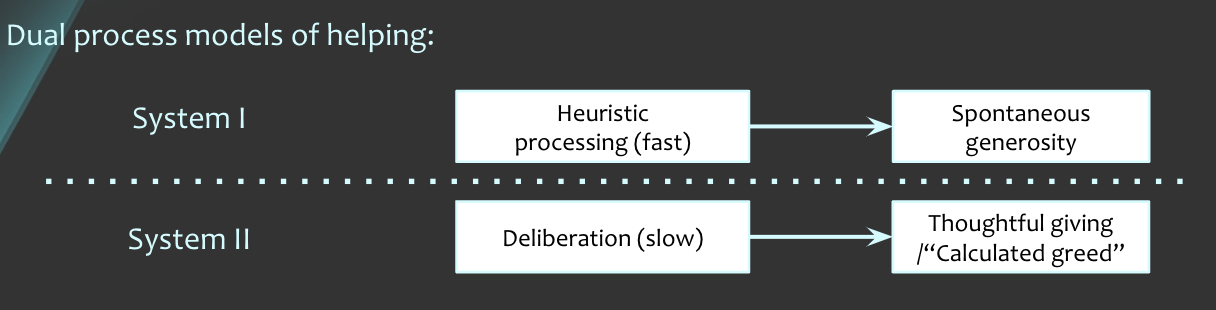 Dual process models of helping:
System I
Heuristic
processing (fast)
Spontaneous
generosity
System II
Deliberation (slow)
Thoughtful giving
/“Calculated greed”